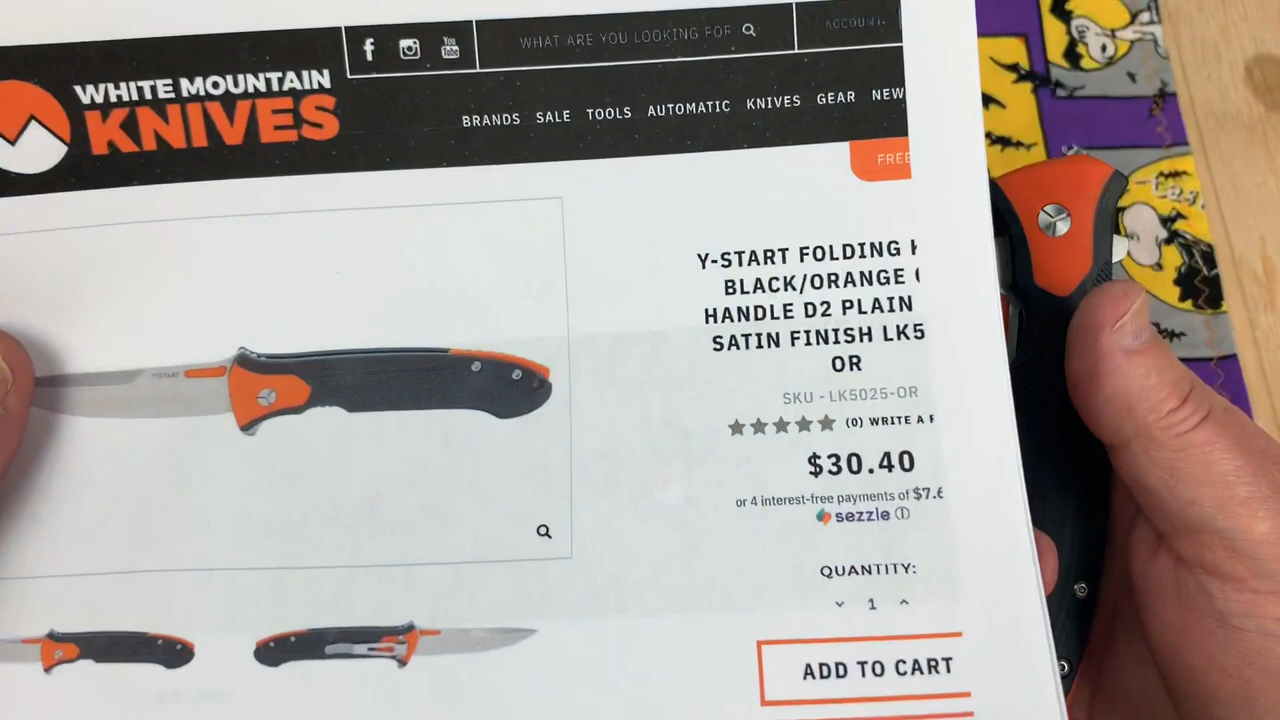 WHAT ARE YOU LOOKING FOR
ACCOUNT
You
Tube
WHITE MOUNTAIN
KNIVES
BRANDS SALE TOOLS AUTOMATIC KNIVES GEAR NEW
FREE
Y-START FOLDING
BLACK/ORANGE
HANDLE D2 PLAIN
SATIN FINISH LK5
OR
SKU - LK5025-OR
(0) WRITE A
$30.40
or 4 interest-free payments of $7.6
sezzle
QUANTITY:
1
ADD TO CART